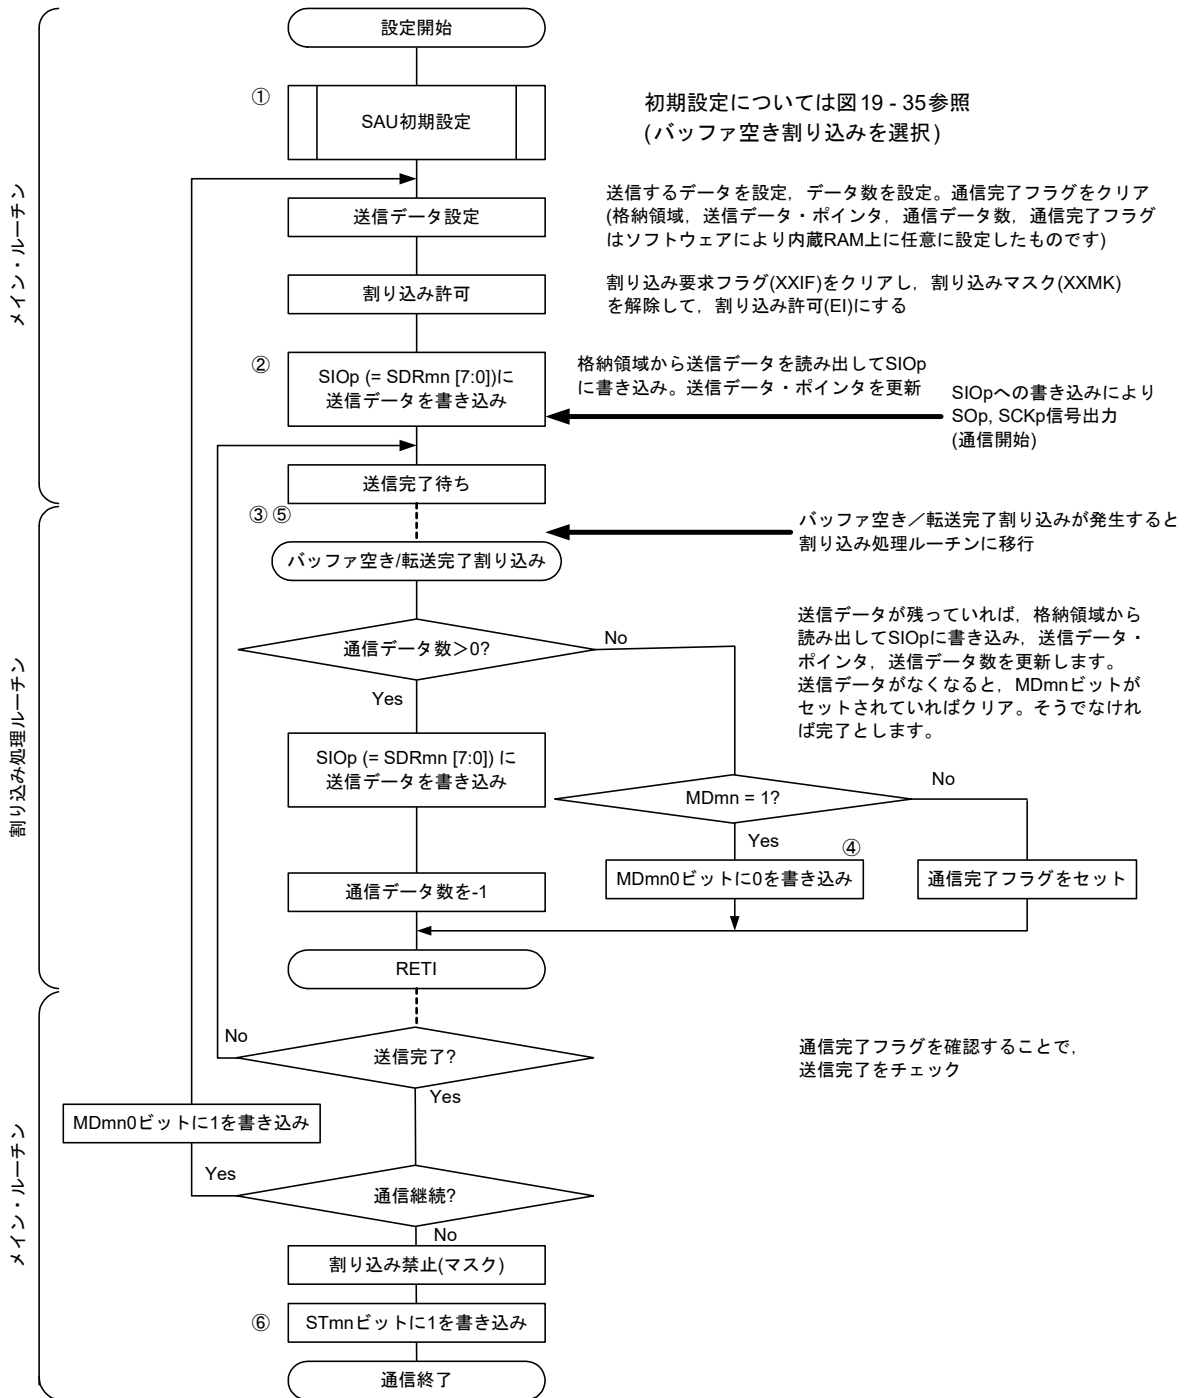 設定開始
①
SAU初期設定
初期設定については図19 - 35参照
(バッファ空き割り込みを選択)
メイン・ルーチン
送信データ設定
送信するデータを設定，データ数を設定。通信完了フラグをクリア
(格納領域，送信データ・ポインタ，通信データ数，通信完了フラグ
はソフトウェアにより内蔵RAM上に任意に設定したものです)
割り込み許可
割り込み要求フラグ(XXIF)をクリアし，割り込みマスク(XXMK)
を解除して，割り込み許可(EI)にする
②
SIOp (= SDRmn [7:0])に
送信データを書き込み
格納領域から送信データを読み出してSIOp
に書き込み。送信データ・ポインタを更新
SIOpへの書き込みにより
SOp, SCKp信号出力
(通信開始)
送信完了待ち
③ ⑤
バッファ空き／転送完了割り込みが発生すると
割り込み処理ルーチンに移行
バッファ空き/転送完了割り込み
割り込み処理ルーチン
通信データ数＞0?
No
Yes
送信データが残っていれば，格納領域から
読み出してSIOpに書き込み，送信データ・
ポインタ，送信データ数を更新します。
送信データがなくなると，MDmnビットが
セットされていればクリア。そうでなけれ
ば完了とします。
SIOp (= SDRmn [7:0]) に
送信データを書き込み
MDmn = 1?
No
Yes
④
MDmn0ビットに0を書き込み
通信完了フラグをセット
通信データ数を-1
RETI
メイン・ルーチン
No
送信完了?
Yes
通信完了フラグを確認することで，
送信完了をチェック
MDmn0ビットに1を書き込み
Yes
通信継続?
No
割り込み禁止(マスク)
⑥
STmnビットに1を書き込み
通信終了